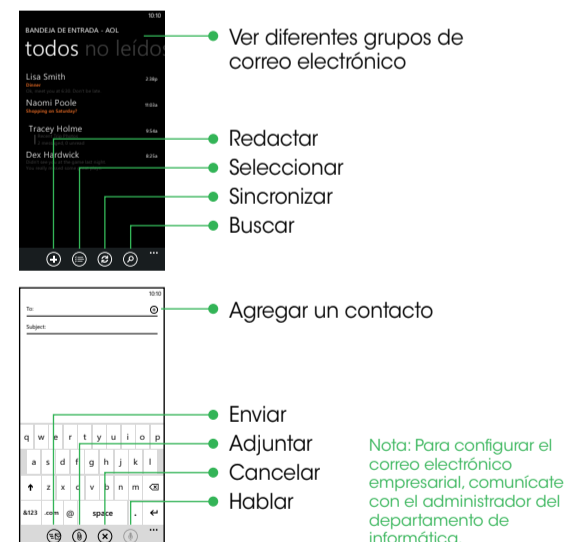 10:10
BANDEJA DE ENTRADA - AOL
todos no leídos
Lisa Smith
2:38p
Dinner
Naomi Poole
11:03a
Shopping on Saturday?
Tracey Holme
9:54a
Dex Hardwick
8:25a
Ver diferentes grupos de
correo electrónico
Redactar
Seleccionar
Sincronizar
Buscar
10:10
To:
Subject:
q w e r t y u i o p
a s d f g h j k l
z x c v b n m
&123 .com @ space .
Agregar un contacto
Enviar
Adjuntar
Cancelar
Hablar
Nota: Para configurar el
correo electrónico
empresarial, comunícate
con el administrador del
departamento de
informática